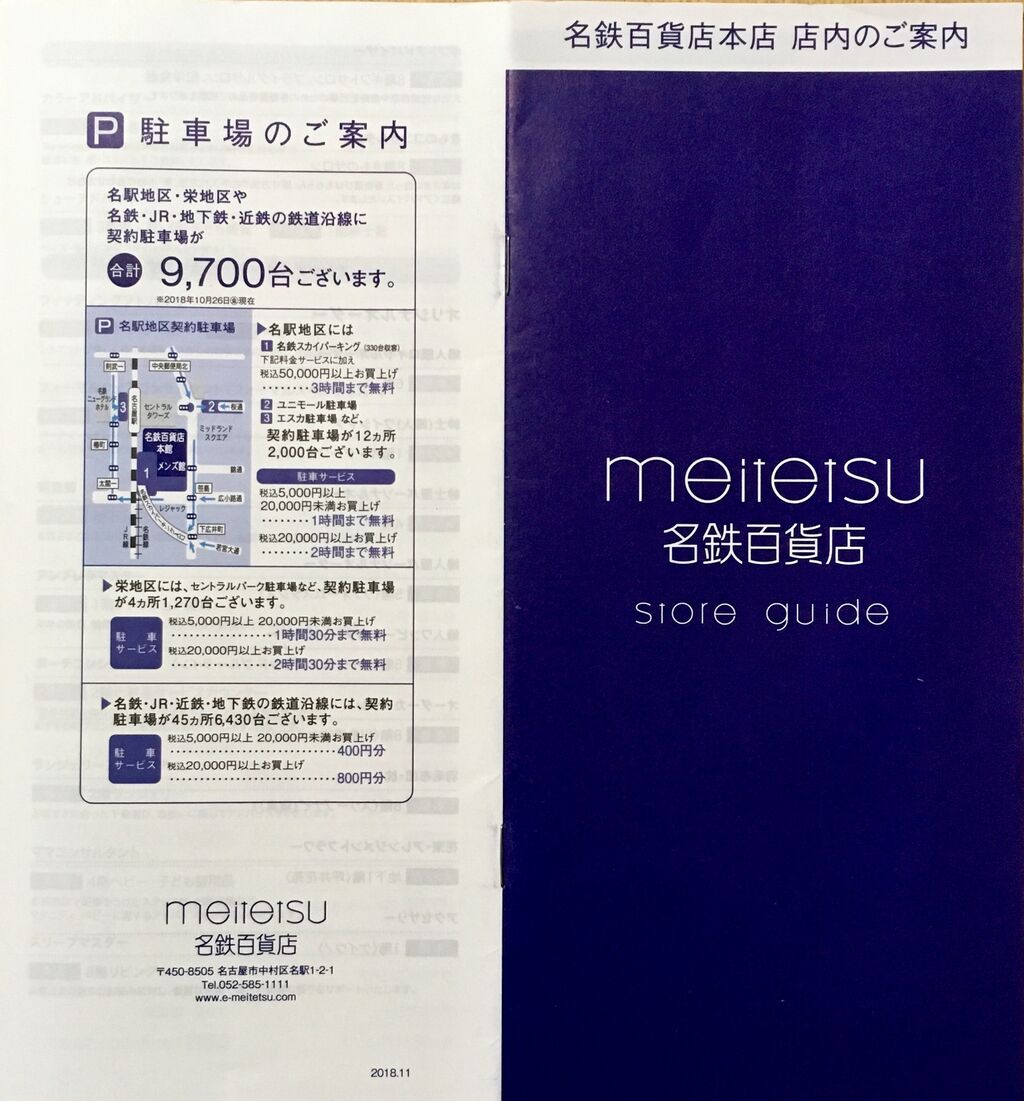 P 駐車場のご案内
名駅地区・栄地区や
名鉄・JR・地下鉄・近鉄の鉄道沿線に
契約駐車場が
合計 9,700台ございます。
※2018年10月26日㊎現在
P 名駅地区契約駐車場
則武一
中央郵便局北
名鉄
ニューグランド
ホテル
3
名古屋駅
セントラル
タワーズ
2
桜通
ミッドランド
スクエア
椿町
名鉄百貨店
本館
メンズ館
1
錦通
太閤一
笹島
広小路通
レジャック
下広井町
若宮大通
JR線
名鉄線
▶名駅地区には
1 名鉄スカイパーキング(330台収容)
下記料金サービスに加え
税込50,000円以上お買上げ
········3時間まで無料
2 ユニモール駐車場
3 エスカ駐車場 など、
契約駐車場が12ヵ所
2,000台ございます。
駐車サービス
税込5,000円以上
20,000円未満お買上げ
········1時間まで無料
税込20,000円以上お買上げ
········2時間まで無料
▶栄地区には、セントラルパーク駐車場など、契約駐車場
が4ヵ所1,270台ございます。
駐車
サービス
税込5,000円以上 20,000円未満お買上げ
················1時間30分まで無料
税込20,000円以上お買上げ
················2時間30分まで無料
▶名鉄・JR・近鉄・地下鉄の鉄道沿線には、契約
駐車場が45ヵ所6,430台ございます。
駐車
サービス
税込5,000円以上 20,000円未満お買上げ
··························400円分
税込20,000円以上お買上げ
··························800円分
meitetsu
名鉄百貨店
〒450-8505 名古屋市中村区名駅1-2-1
Tel.052-585-1111
www.e-meitetsu.com
2018.11
名鉄百貨店本店 店内のご案内
meitetsu
名鉄百貨店
store guide